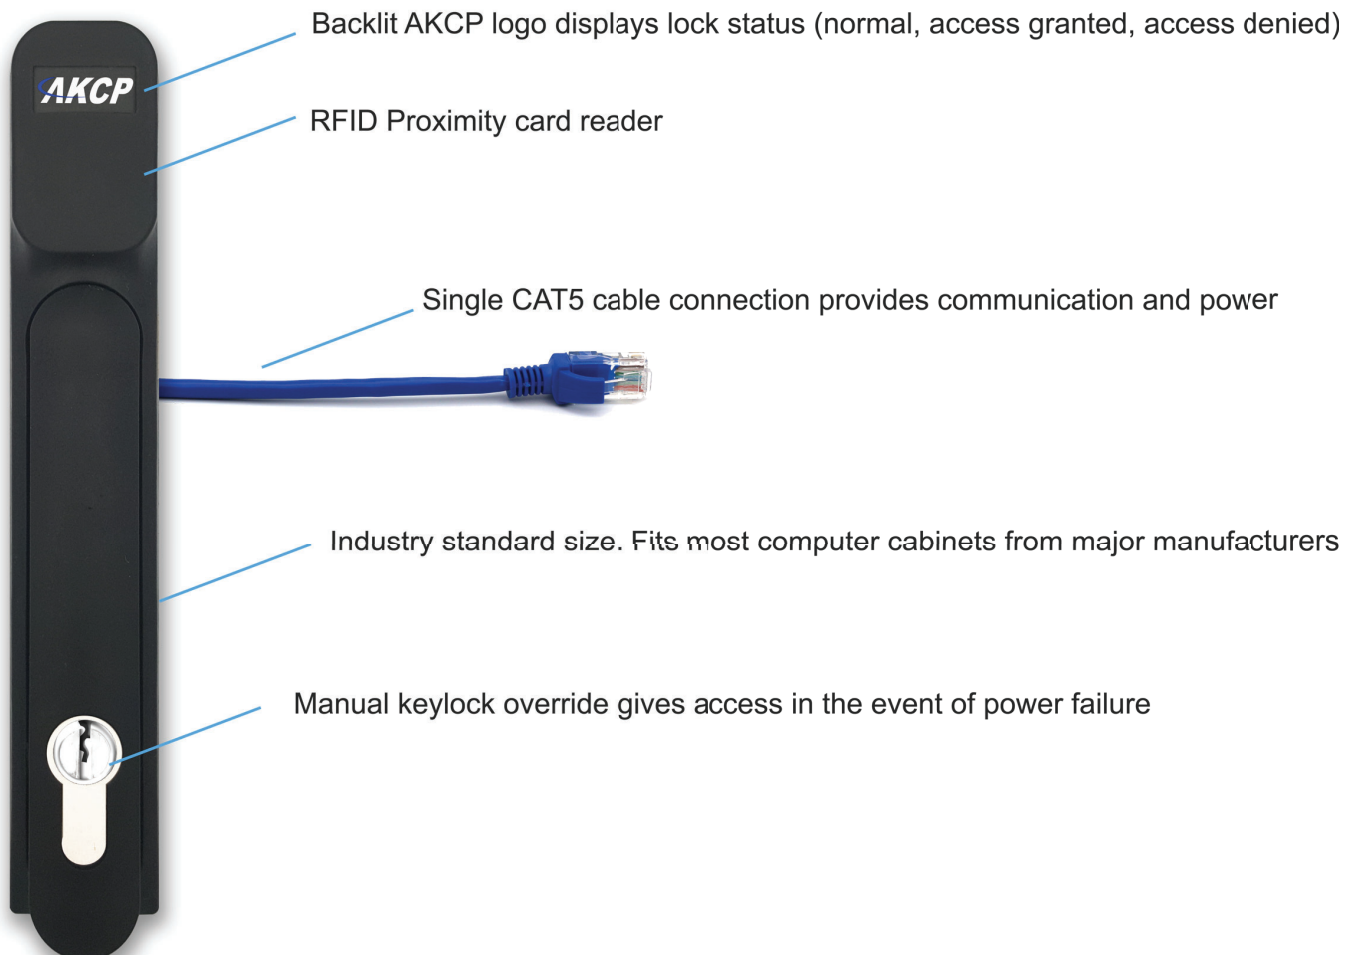 Backlit AKCP logo displays lock status (normal, access granted, access denied)
AKCP
RFID Proximity card reader
Single CAT5 cable connection provides communication and power
Industry standard size. Fits most computer cabinets from major manufacturers
Manual keylock override gives access in the event of power failure